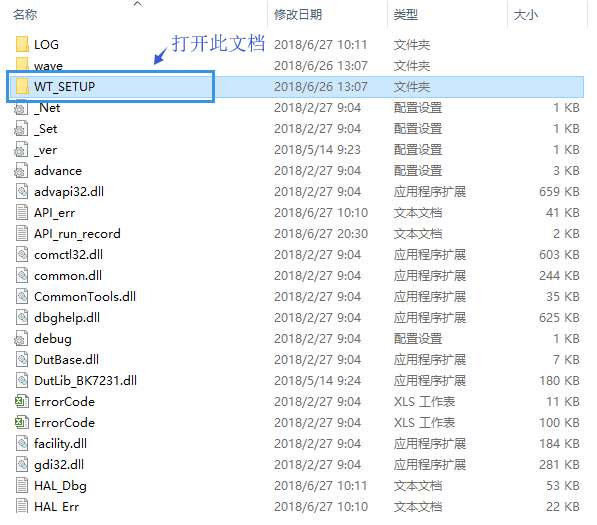 名称 修改日期 类型 大小
打开此文档
LOG 2018/6/27 10:11 文件夹
wave 2018/6/26 13:07 文件夹
WT_SETUP 2018/6/26 13:07 文件夹
_Net 2018/2/27 9:04 配置设置 1 KB
_Set 2018/2/27 9:04 配置设置 1 KB
_ver 2018/5/14 9:23 配置设置 1 KB
advance 2018/2/27 9:04 配置设置 3 KB
advapi32.dll 2018/2/27 9:04 应用程序扩展 659 KB
API_err 2018/6/27 10:10 文本文档 41 KB
API_run_record 2018/6/27 20:30 文本文档 2 KB
comctl32.dll 2018/2/27 9:04 应用程序扩展 603 KB
common.dll 2018/2/27 9:04 应用程序扩展 244 KB
CommonTools.dll 2018/2/27 9:04 应用程序扩展 35 KB
dbghelp.dll 2018/2/27 9:04 应用程序扩展 625 KB
debug 2018/2/27 9:04 配置设置 1 KB
DutBase.dll 2018/2/27 9:04 应用程序扩展 7 KB
DutLib_BK7231.dll 2018/5/14 9:24 应用程序扩展 180 KB
ErrorCode 2018/2/27 9:04 XLS 工作表 11 KB
ErrorCode 2018/2/27 9:04 XLS 工作表 100 KB
facility.dll 2018/2/27 9:04 应用程序扩展 184 KB
gdi32.dll 2018/2/27 9:04 应用程序扩展 281 KB
HAL_Dbg 2018/6/27 10:11 文本文档 53 KB
HAL_Err 2018/6/27 10:10 文本文档 22 KB